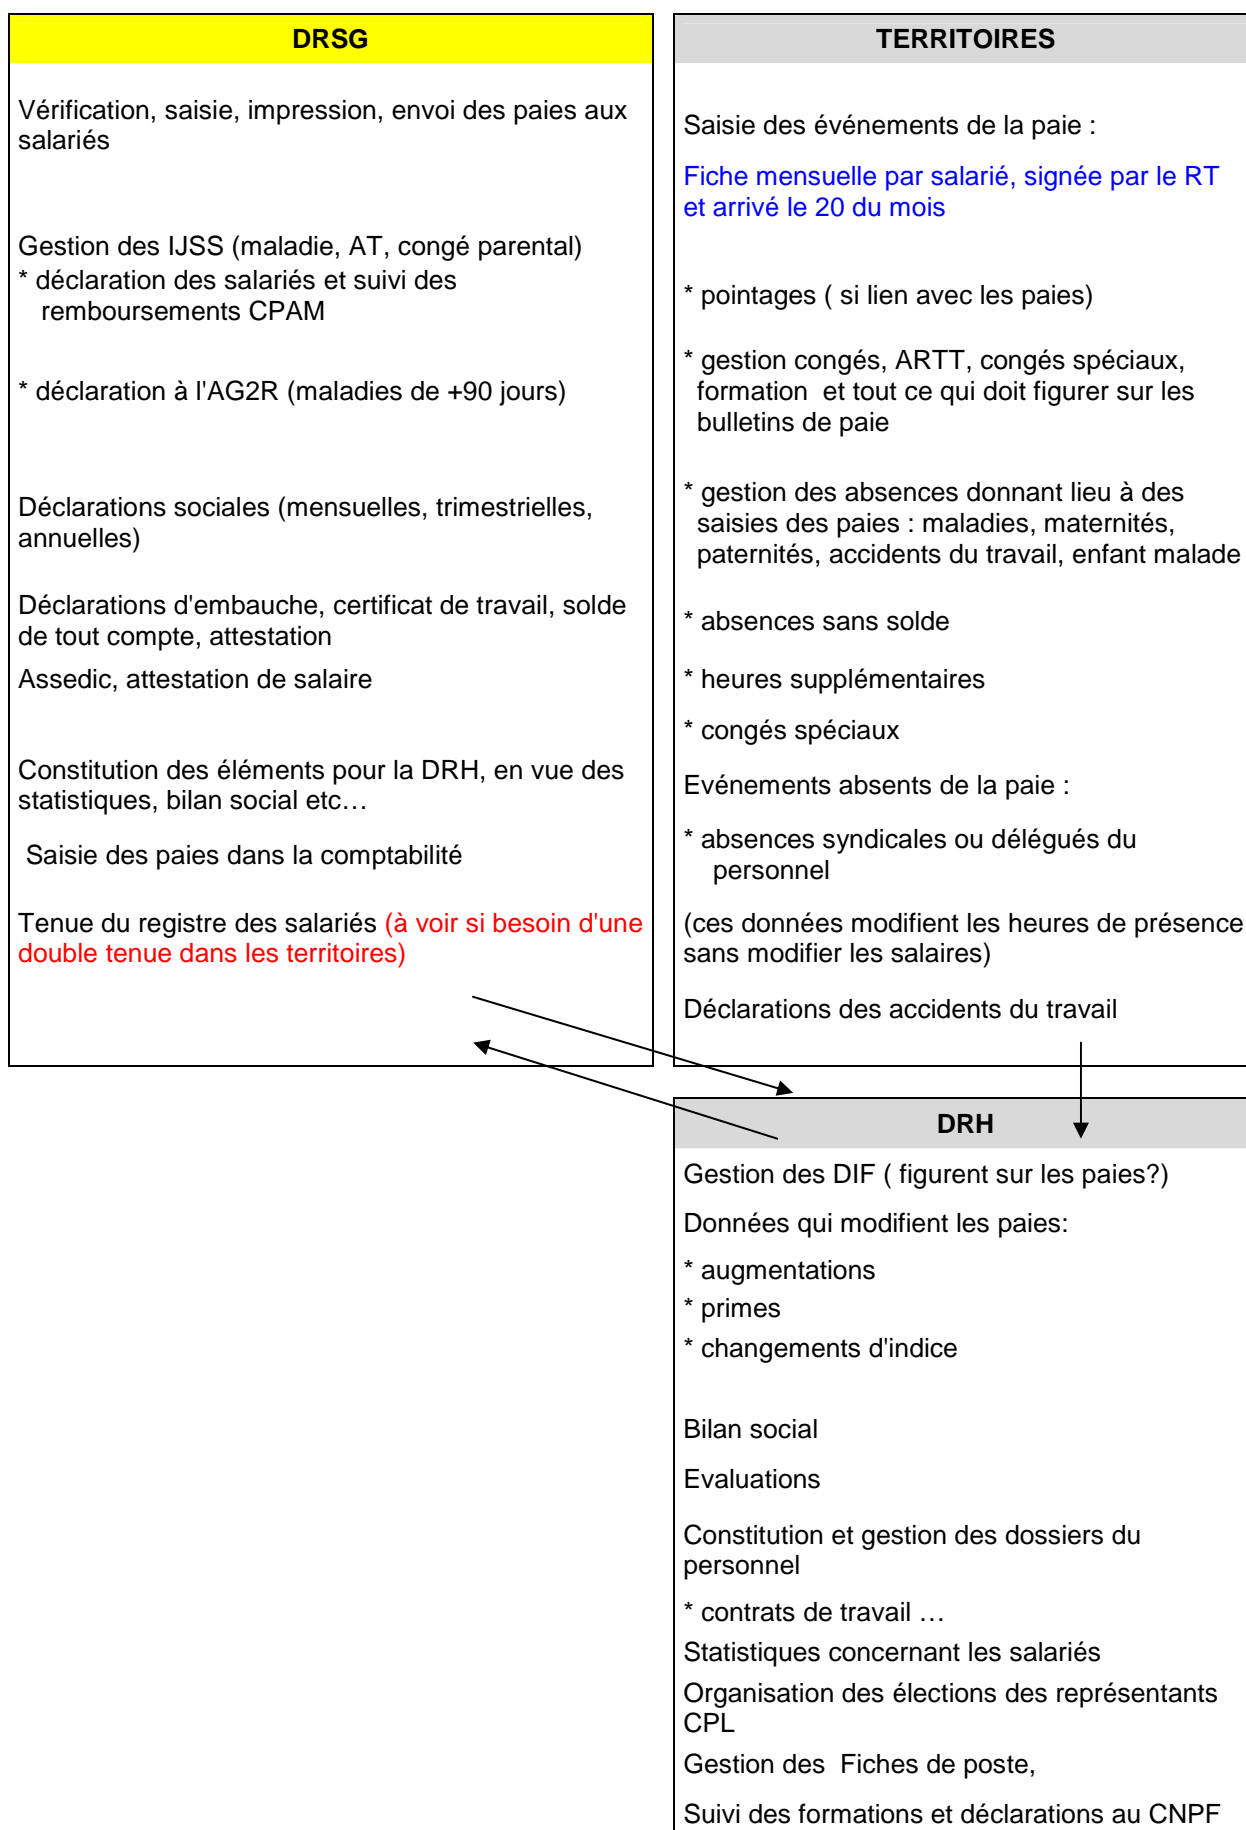 DRSG
Vérification, saisie, impression, envoi des paies aux
salariés
Gestion des IJSS (maladie, AT, congé parental)
* déclaration des salariés et suivi des
remboursements CPAM
* déclaration à l'AG2R (maladies de +90 jours)
Déclarations sociales (mensuelles, trimestrielles,
annuelles)
Déclarations d'embauche, certificat de travail, solde
de tout compte, attestation
Assedic, attestation de salaire
Constitution des éléments pour la DRH, en vue des
statistiques, bilan social etc…
Saisie des paies dans la comptabilité
Tenue du registre des salariés (à voir si besoin d'une
double tenue dans les territoires)
TERRITOIRES
Saisie des événements de la paie :
Fiche mensuelle par salarié, signée par le RT
et arrivé le 20 du mois
* pointages ( si lien avec les paies)
* gestion congés, ARTT, congés spéciaux,
formation  et tout ce qui doit figurer sur les
bulletins de paie
* gestion des absences donnant lieu à des
saisies des paies : maladies, maternités,
paternités, accidents du travail, enfant malade
* absences sans solde
* heures supplémentaires
* congés spéciaux
Evénements absents de la paie :
* absences syndicales ou délégués du
personnel
(ces données modifient les heures de présence
sans modifier les salaires)
Déclarations des accidents du travail
DRH
Gestion des DIF ( figurent sur les paies?)
Données qui modifient les paies:
* augmentations
* primes
* changements d'indice
Bilan social
Evaluations
Constitution et gestion des dossiers du
personnel
* contrats de travail …
Statistiques concernant les salariés
Organisation des élections des représentants
CPL
Gestion des  Fiches de poste,
Suivi des formations et déclarations au CNPF